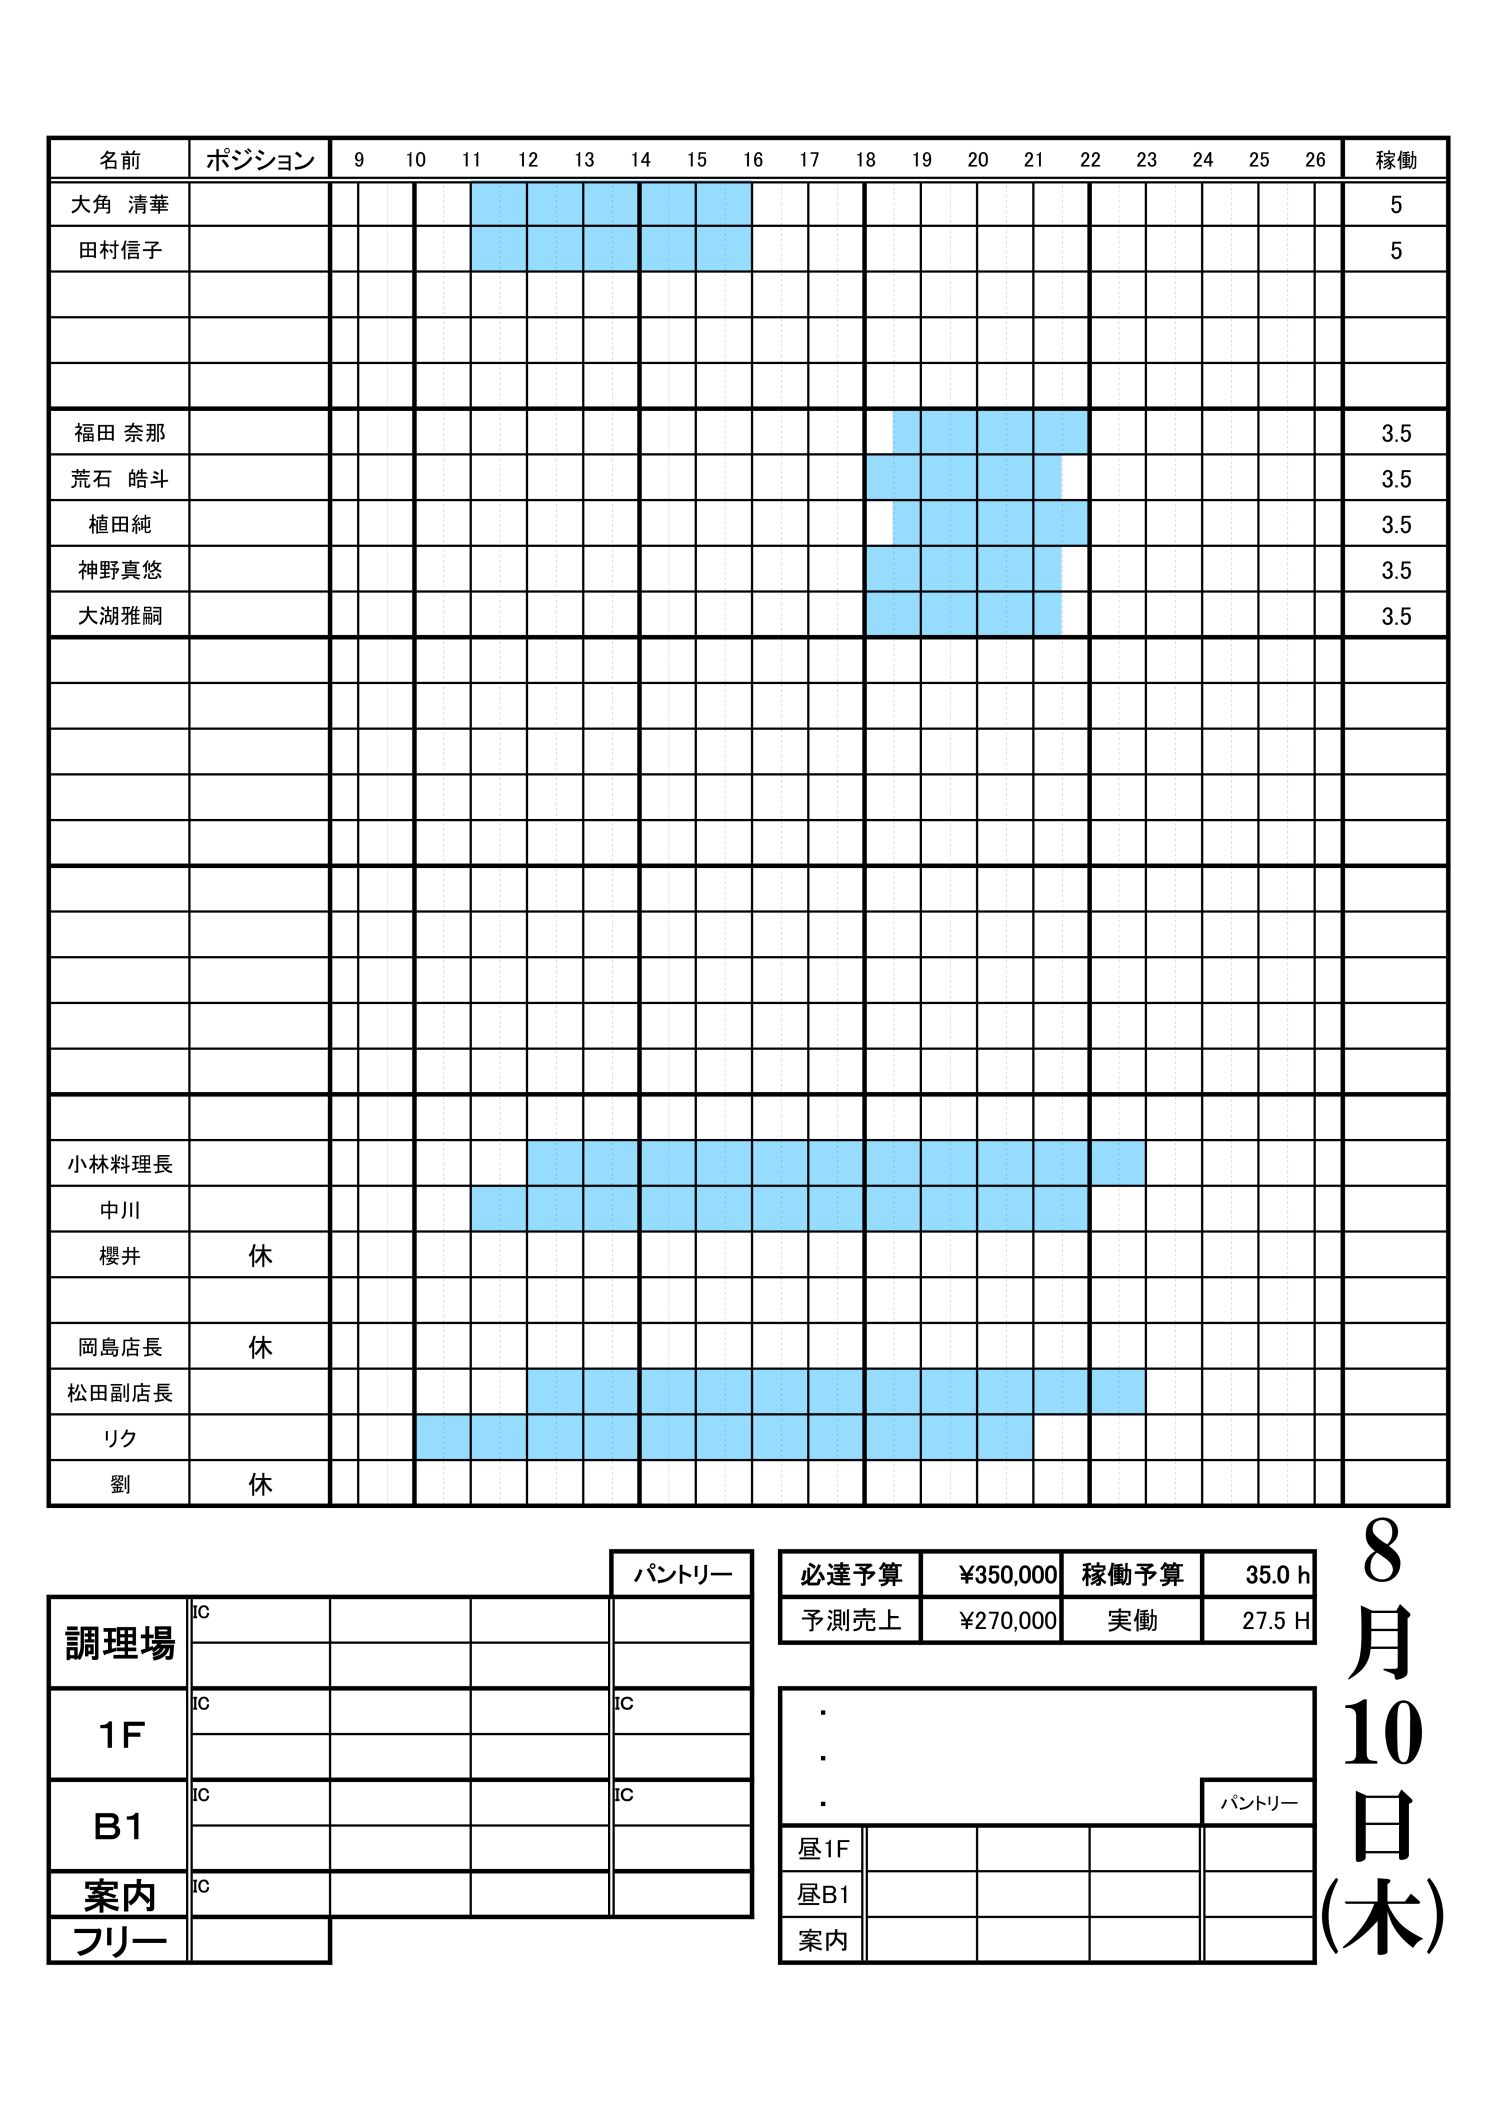 名前 ポジション 9 10 11 12 13 14 15 16 17 18 19 20 21 22 23 24 25 26 稼働
大角 清華 5
田村信子 5
福田 奈那 3.5
荒石 皓斗 3.5
植田純 3.5
神野真悠 3.5
大湖雅嗣 3.5
小林料理長
中川
櫻井 休
岡島店長 休
松田副店長
リク
劉 休
パントリー
調理場 IC
1F IC IC
B1 IC IC
案内 IC
フリー
必達予算 ¥350,000 稼働予算 35.0 h
予測売上 ¥270,000 実働 27.5 H
・
・
・ パントリー
昼1F
昼B1
案内
8月10日(木)